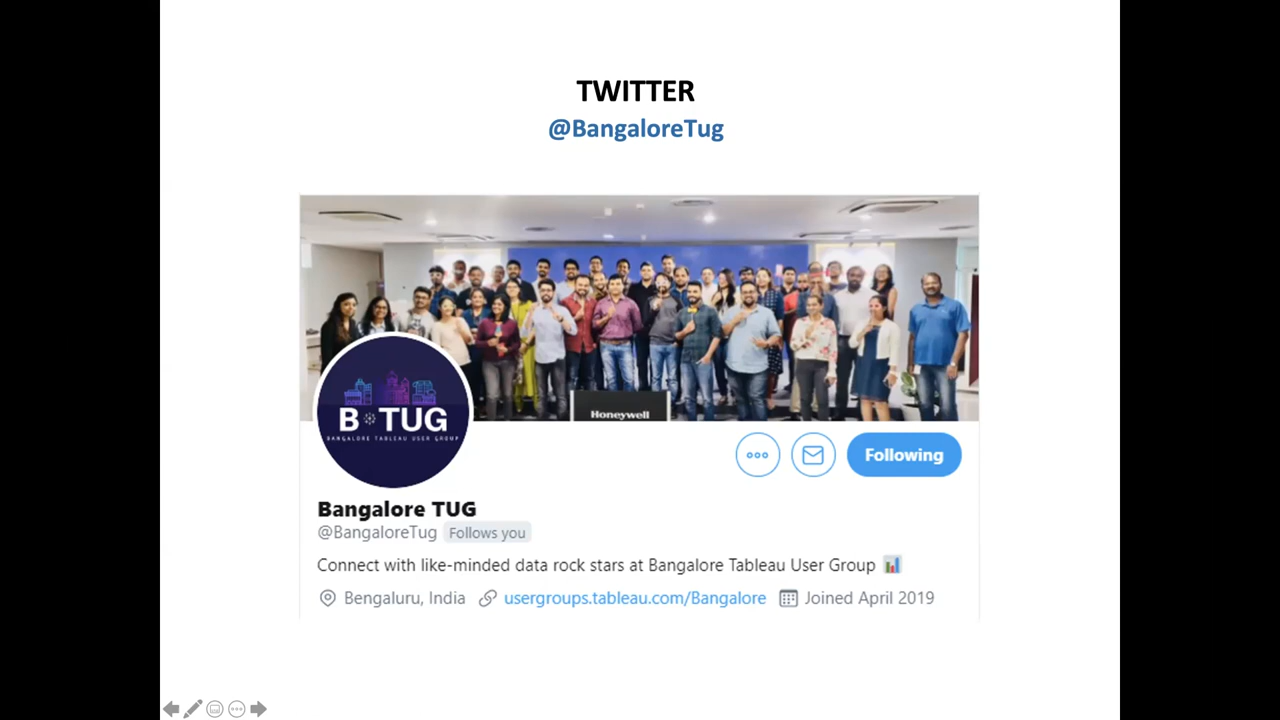 TWITTER
@BangaloreTug
Honeywell
B TUG
BANGALORE TABLEAU USER GROUP
Following
Bangalore TUG
@BangaloreTug Follows you
Connect with like-minded data rock stars at Bangalore Tableau User Group
Bengaluru, India usergroups.tableau.com/Bangalore Joined April 2019